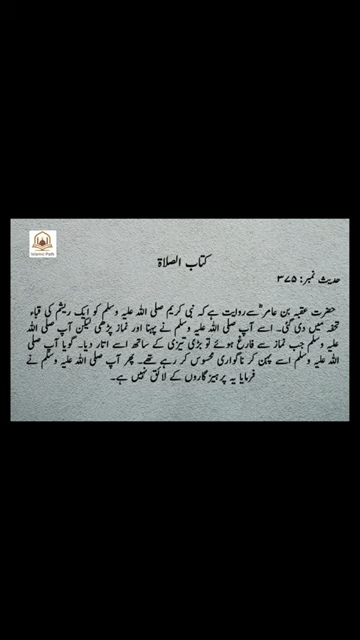 Islamic Path
کتاب الصلاۃ
حدیث نمبر: ۳۷۵
حضرت عقبہ بن عامرؓ سے روایت ہے کہ نبی کریم صلی اللہ علیہ وسلم کو ایک ریشم کی قباء
تحفہ میں دی گئی۔ اسے آپ صلی اللہ علیہ وسلم نے پہنا اور نماز پڑھی لیکن آپ صلی اللہ
علیہ وسلم جب نماز سے فارغ ہوئے تو بڑی تیزی کے ساتھ اسے اتار دیا۔ گویا آپ صلی
اللہ علیہ وسلم اسے پہن کر ناگواری محسوس کر رہے تھے۔ پھر آپ صلی اللہ علیہ وسلم نے
فرمایا یہ پرہیزگاروں کے لائق نہیں ہے۔